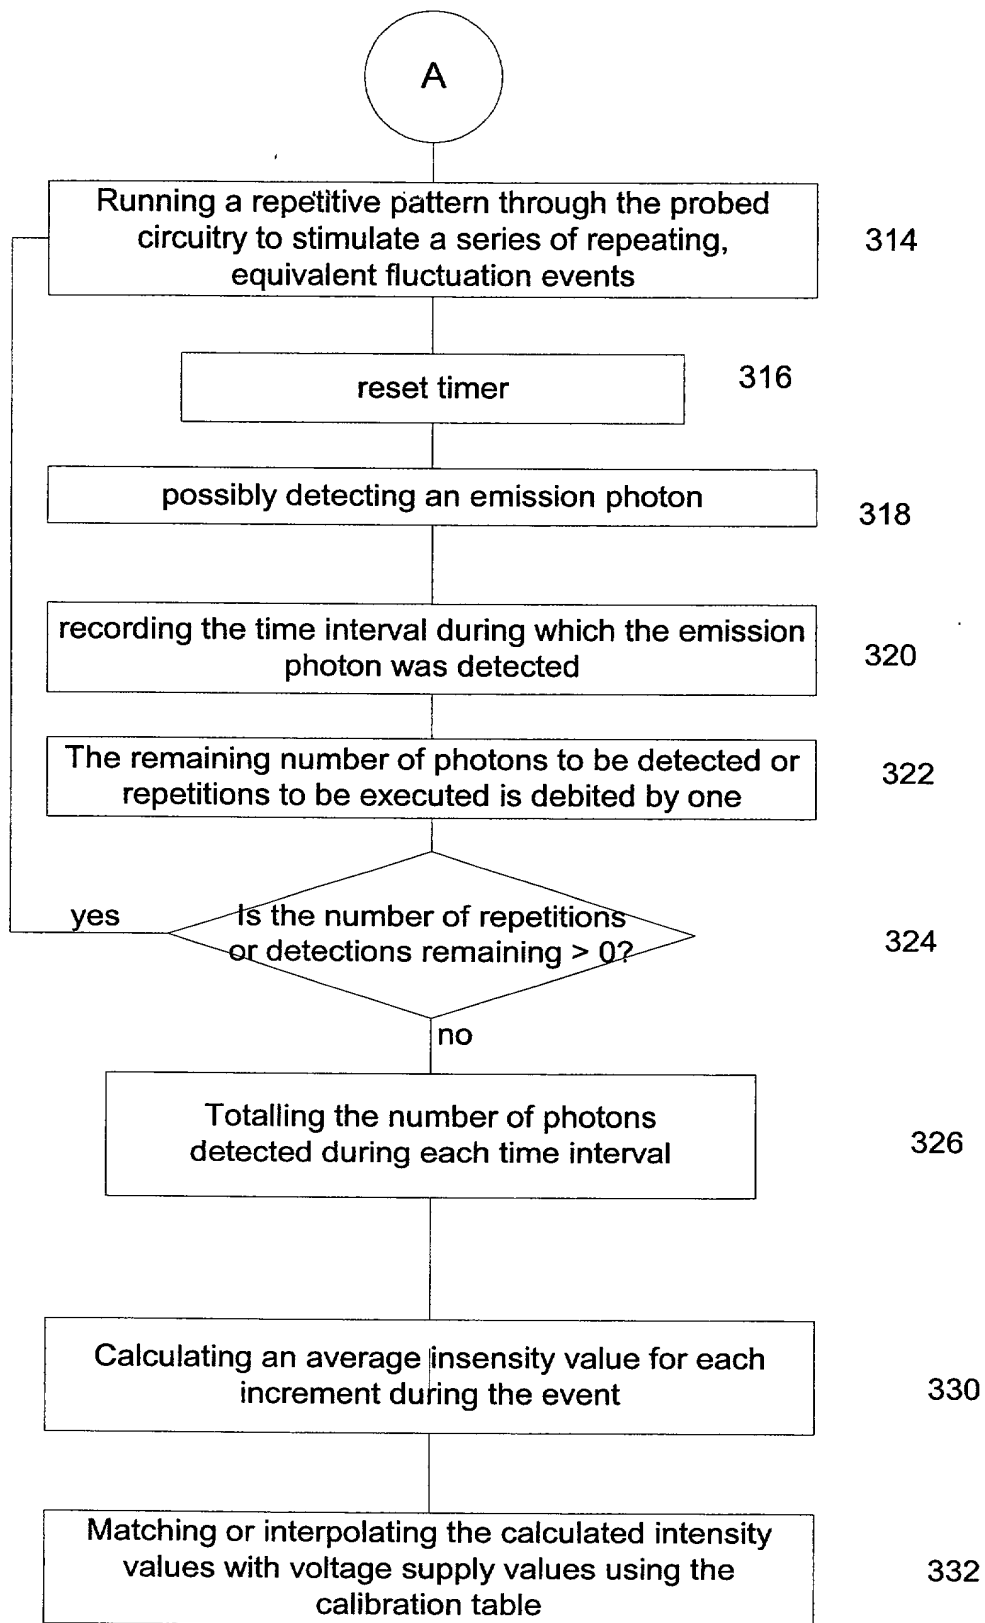 A
Running a repetitive pattern through the probed
circuitry to stimulate a series of repeating,
equivalent fluctuation events
314
reset timer
316
possibly detecting an emission photon
318
recording the time interval during which the emission
photon was detected
320
The remaining number of photons to be detected or
repetitions to be executed is debited by one
322
Is the number of repetitions
or detections remaining > 0?
324
yes
no
Totalling the number of photons
detected during each time interval
326
Calculating an average insensity value for each
increment during the event
330
Matching or interpolating the calculated intensity
values with voltage supply values using the
calibration table
332